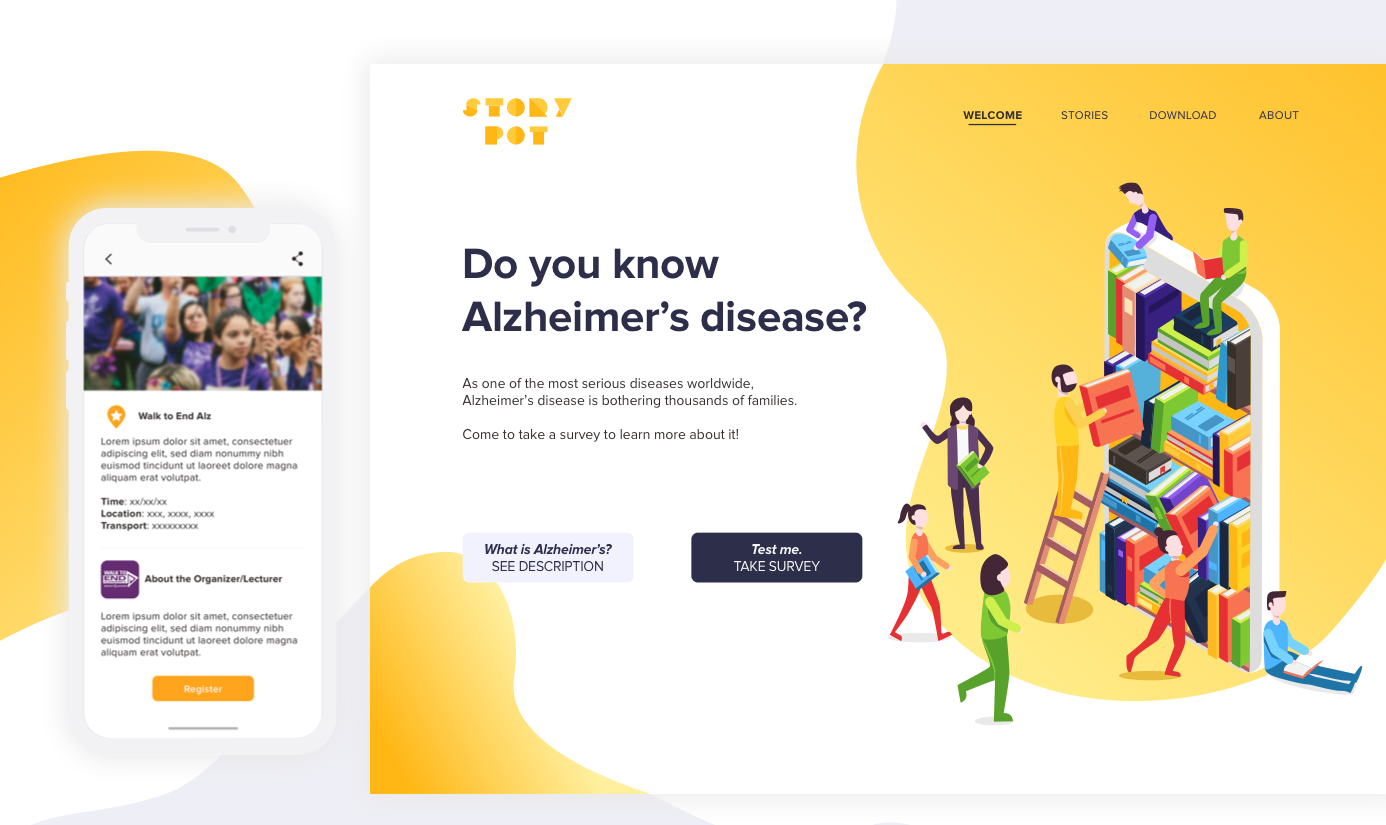 STORY
POT
WELCOME STORIES DOWNLOAD ABOUT
Do you know
Alzheimer’s disease?
As one of the most serious diseases worldwide,
Alzheimer’s disease is bothering thousands of families.
Come to take a survey to learn more about it!
What is Alzheimer’s?
SEE DESCRIPTION
Test me.
TAKE SURVEY
Walk to End Alz
Lorem ipsum dolor sit amet, consectetuer
adipiscing elit, sed diam nonummy nibh
euismod tincidunt ut laoreet dolore magna
aliquam erat volutpat.
Time: xx/xx/xx
Location: xxx, xxxx, xxxx
Transport: xxxxxxxxx
WALK TO
END
About the Organizer/Lecturer
Lorem ipsum dolor sit amet, consectetuer
adipiscing elit, sed diam nonummy nibh
euismod tincidunt ut laoreet dolore magna
aliquam erat volutpat.
Register